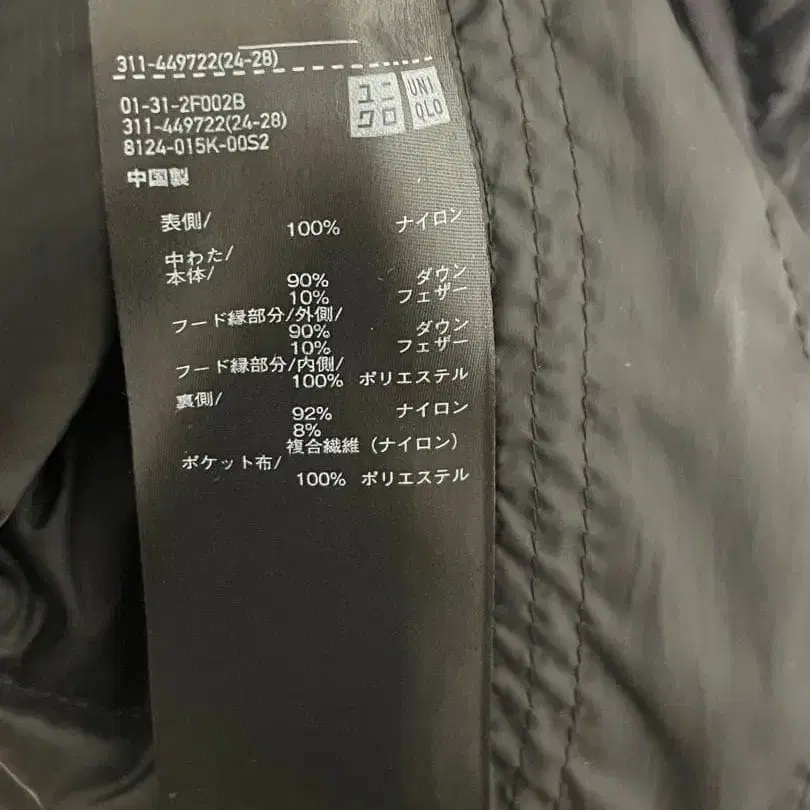 311-449722(24-28)
ユニクロ
UNIQLO
01-31-2F002B
311-449722(24-28)
8124-015K-00S2
中国製
表側/
100% ナイロン
中わた/
本体/
90% ダウン
10% フェザー
フード縁部分/外側/
90% ダウン
10% フェザー
フード縁部分/内側/
100% ポリエステル
裏側/
92% ナイロン
8%
複合繊維(ナイロン)
ポケット布/
100% ポリエステル